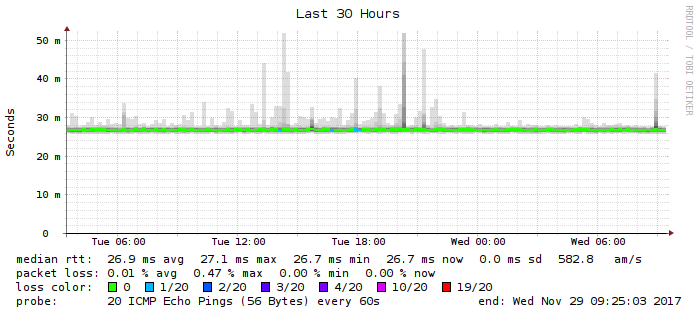 Last 30 Hours
RRDTOOL / TOBI OETIKER
Seconds
50 m
40 m
30 m
20 m
10 m
0
Tue 06:00 Tue 12:00 Tue 18:00 Wed 00:00 Wed 06:00
median rtt: 26.9 ms avg 27.1 ms max 26.7 ms min 26.7 ms now 0.0 ms sd 582.8 am/s
packet loss: 0.01 % avg 0.47 % max 0.00 % min 0.00 % now
loss color: 0 1/20 2/20 3/20 4/20 10/20 19/20
probe: 20 ICMP Echo Pings (56 Bytes) every 60s end: Wed Nov 29 09:25:03 2017